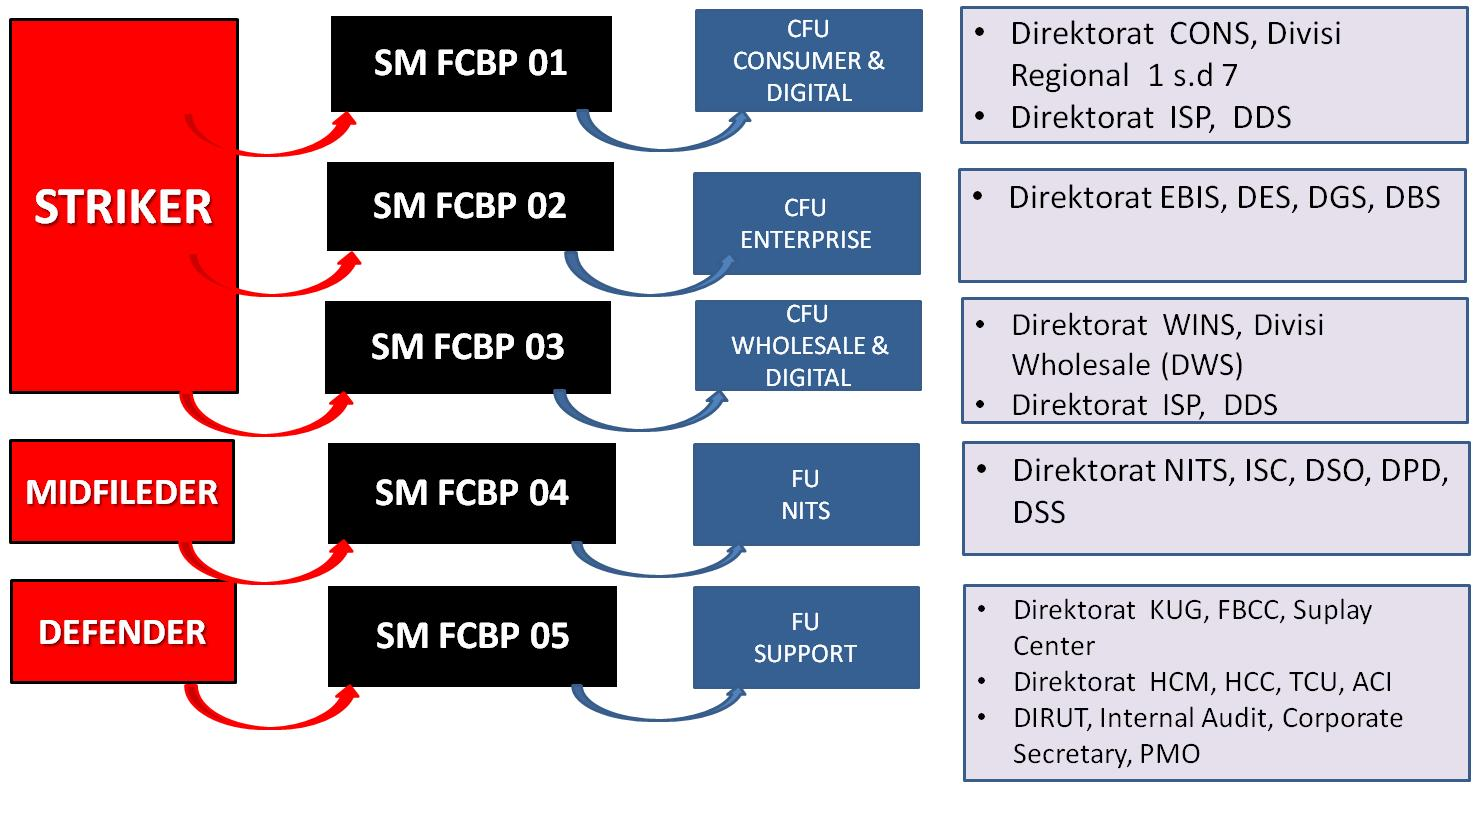 STRIKER
SM FCBP 01
CFU
CONSUMER &
DIGITAL
• Direktorat CONS, Divisi
Regional 1 s.d 7
• Direktorat ISP, DDS
SM FCBP 02
CFU
ENTERPRISE
• Direktorat EBIS, DES, DGS, DBS
SM FCBP 03
CFU
WHOLESALE &
DIGITAL
• Direktorat WINS, Divisi
Wholesale (DWS)
• Direktorat ISP, DDS
MIDFILEDER
SM FCBP 04
FU
NITS
• Direktorat NITS, ISC, DSO, DPD,
DSS
DEFENDER
SM FCBP 05
FU
SUPPORT
• Direktorat KUG, FBCC, Suplay
Center
• Direktorat HCM, HCC, TCU, ACI
• DIRUT, Internal Audit, Corporate
Secretary, PMO